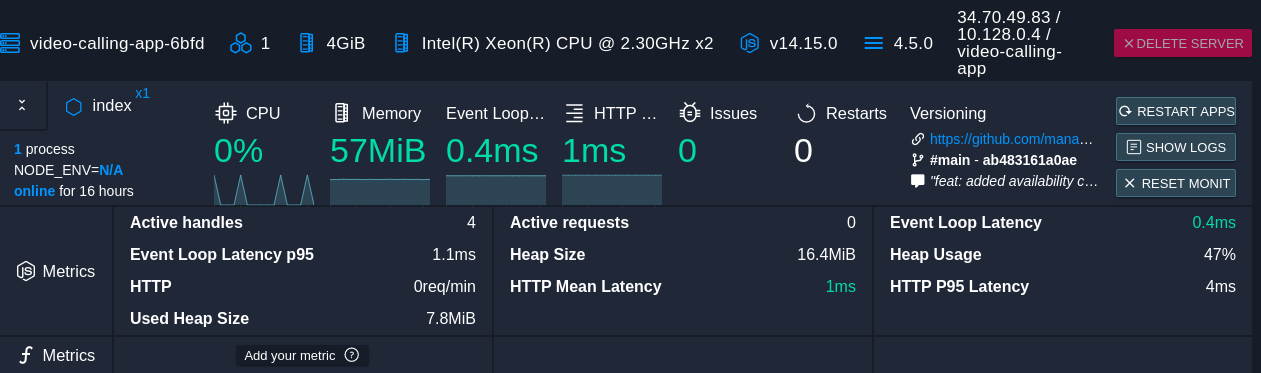 video-calling-app-6bfd
1
4GiB
Intel(R) Xeon(R) CPU @ 2.30GHz x2
v14.15.0
4.5.0
34.70.49.83 /
10.128.0.4 /
video-calling-
app
DELETE SERVER
index x1
1 process
NODE_ENV=N/A
online for 16 hours
CPU
0%
Memory
57MiB
Event Loop…
0.4ms
HTTP …
1ms
Issues
0
Restarts
0
Versioning
https://github.com/mana…
#main - ab483161a0ae
"feat: added availability c…
RESTART APPS
SHOW LOGS
RESET MONIT
Metrics
Active handles 4
Event Loop Latency p95 1.1ms
HTTP 0req/min
Used Heap Size 7.8MiB
Active requests 0
Heap Size 16.4MiB
HTTP Mean Latency 1ms
Event Loop Latency 0.4ms
Heap Usage 47%
HTTP P95 Latency 4ms
Metrics
Add your metric ?